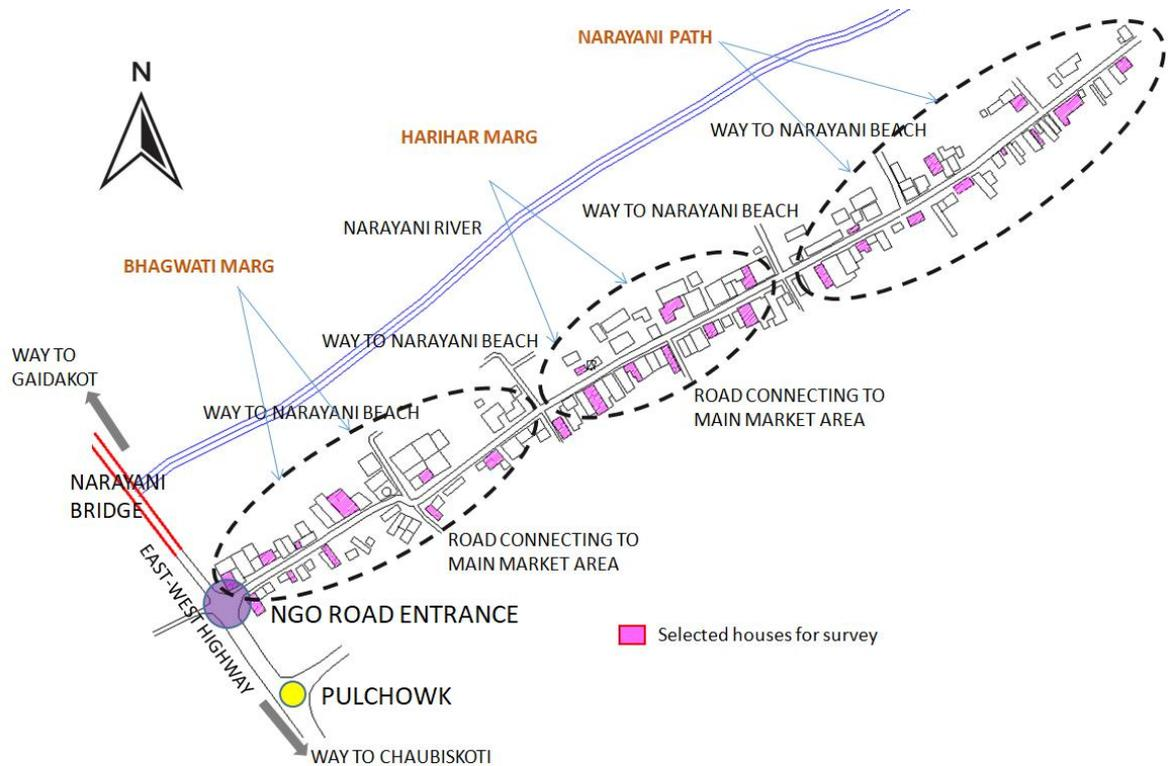 NARAYANI PATH
N
WAY TO NARAYANI BEACH
HARIHAR MARG
WAY TO NARAYANI BEACH
NARAYANI RIVER
BHAGWATI MARG
WAY TO NARAYANI BEACH
WAY TO
GAIDAKOT
ROAD CONNECTING TO
MAIN MARKET AREA
WAY TO NARAYANI BEACH
NARAYANI
BRIDGE
ROAD CONNECTING TO
MAIN MARKET AREA
EAST-WEST HIGHWAY
NGO ROAD ENTRANCE
Selected houses for survey
PULCHOWK
WAY TO CHAUBISKOTI